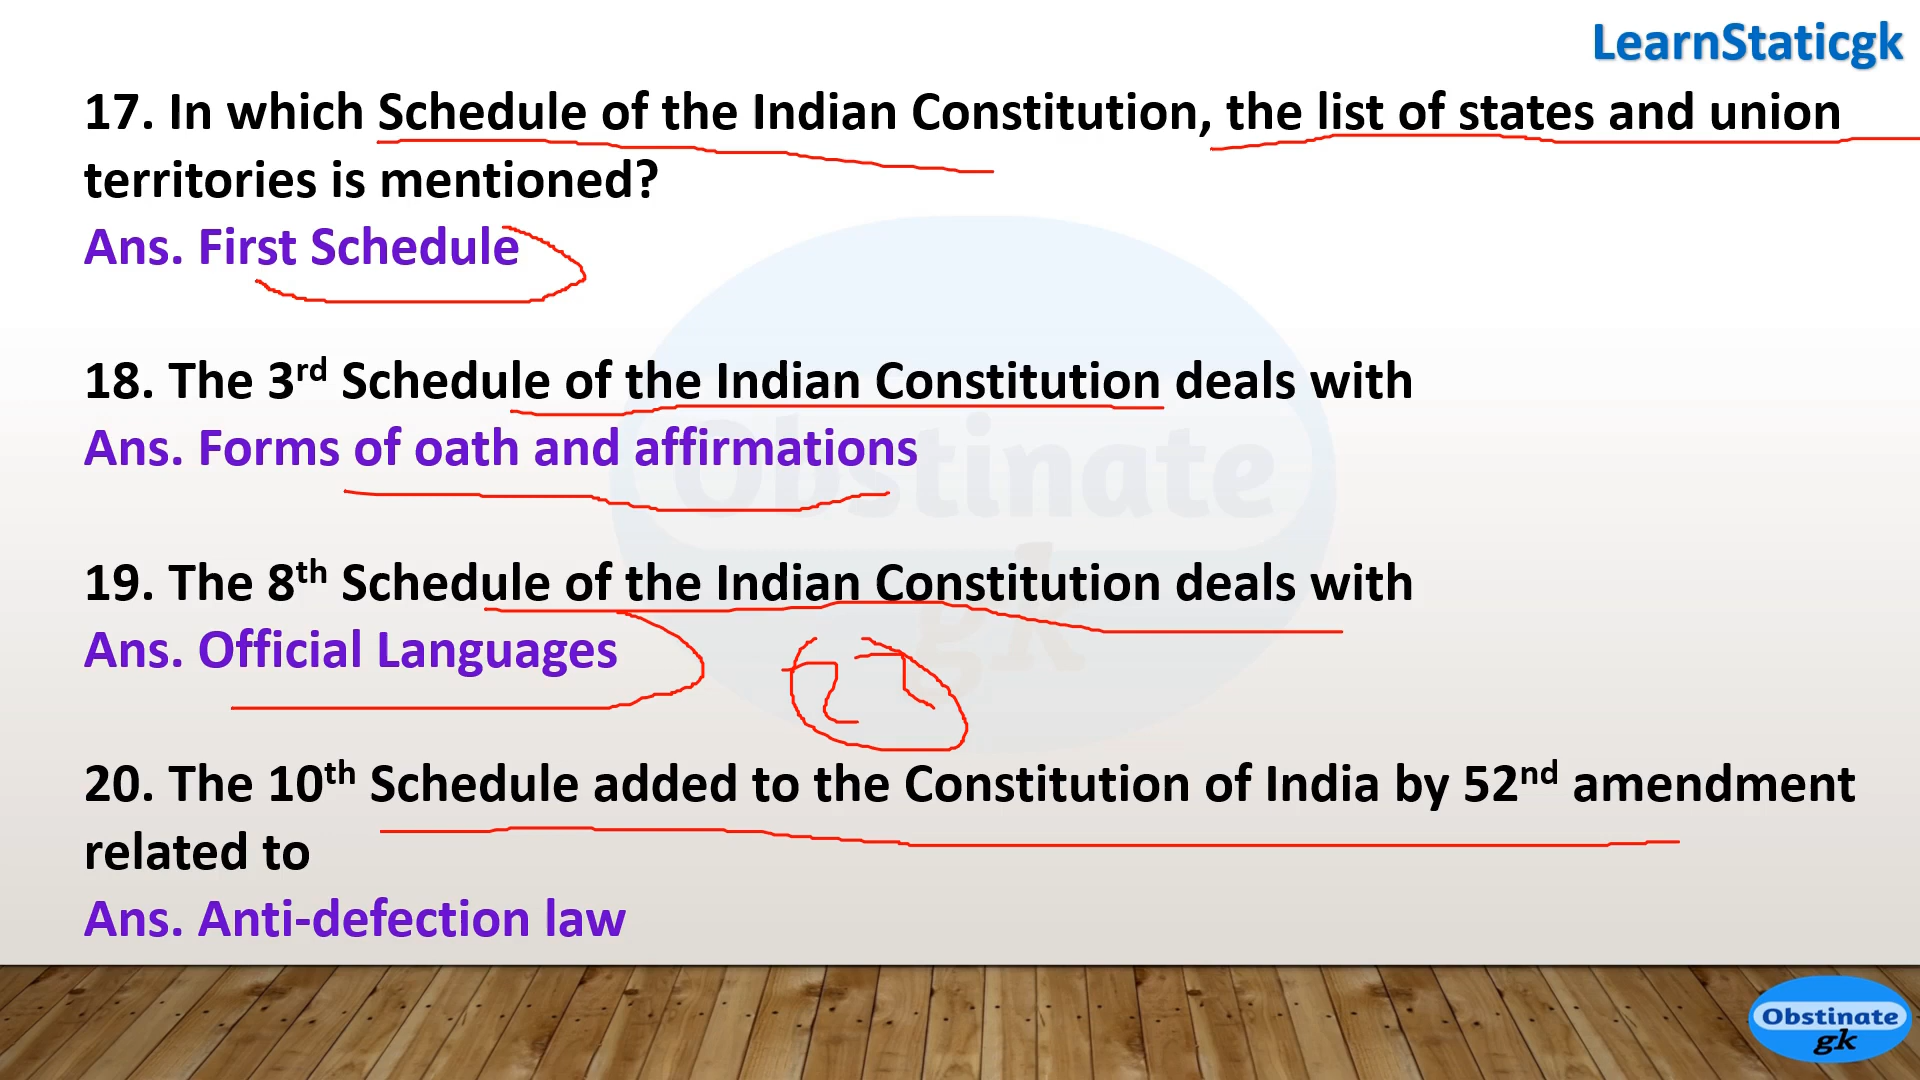 LearnStaticgk
17. In which Schedule of the Indian Constitution, the list of states and union
territories is mentioned?
Ans. First Schedule
18. The 3rd Schedule of the Indian Constitution deals with
Ans. Forms of oath and affirmations
19. The 8th Schedule of the Indian Constitution deals with
Ans. Official Languages
20. The 10th Schedule added to the Constitution of India by 52nd amendment
related to
Ans. Anti-defection law
Obstinate
gk
Obstinate
gk